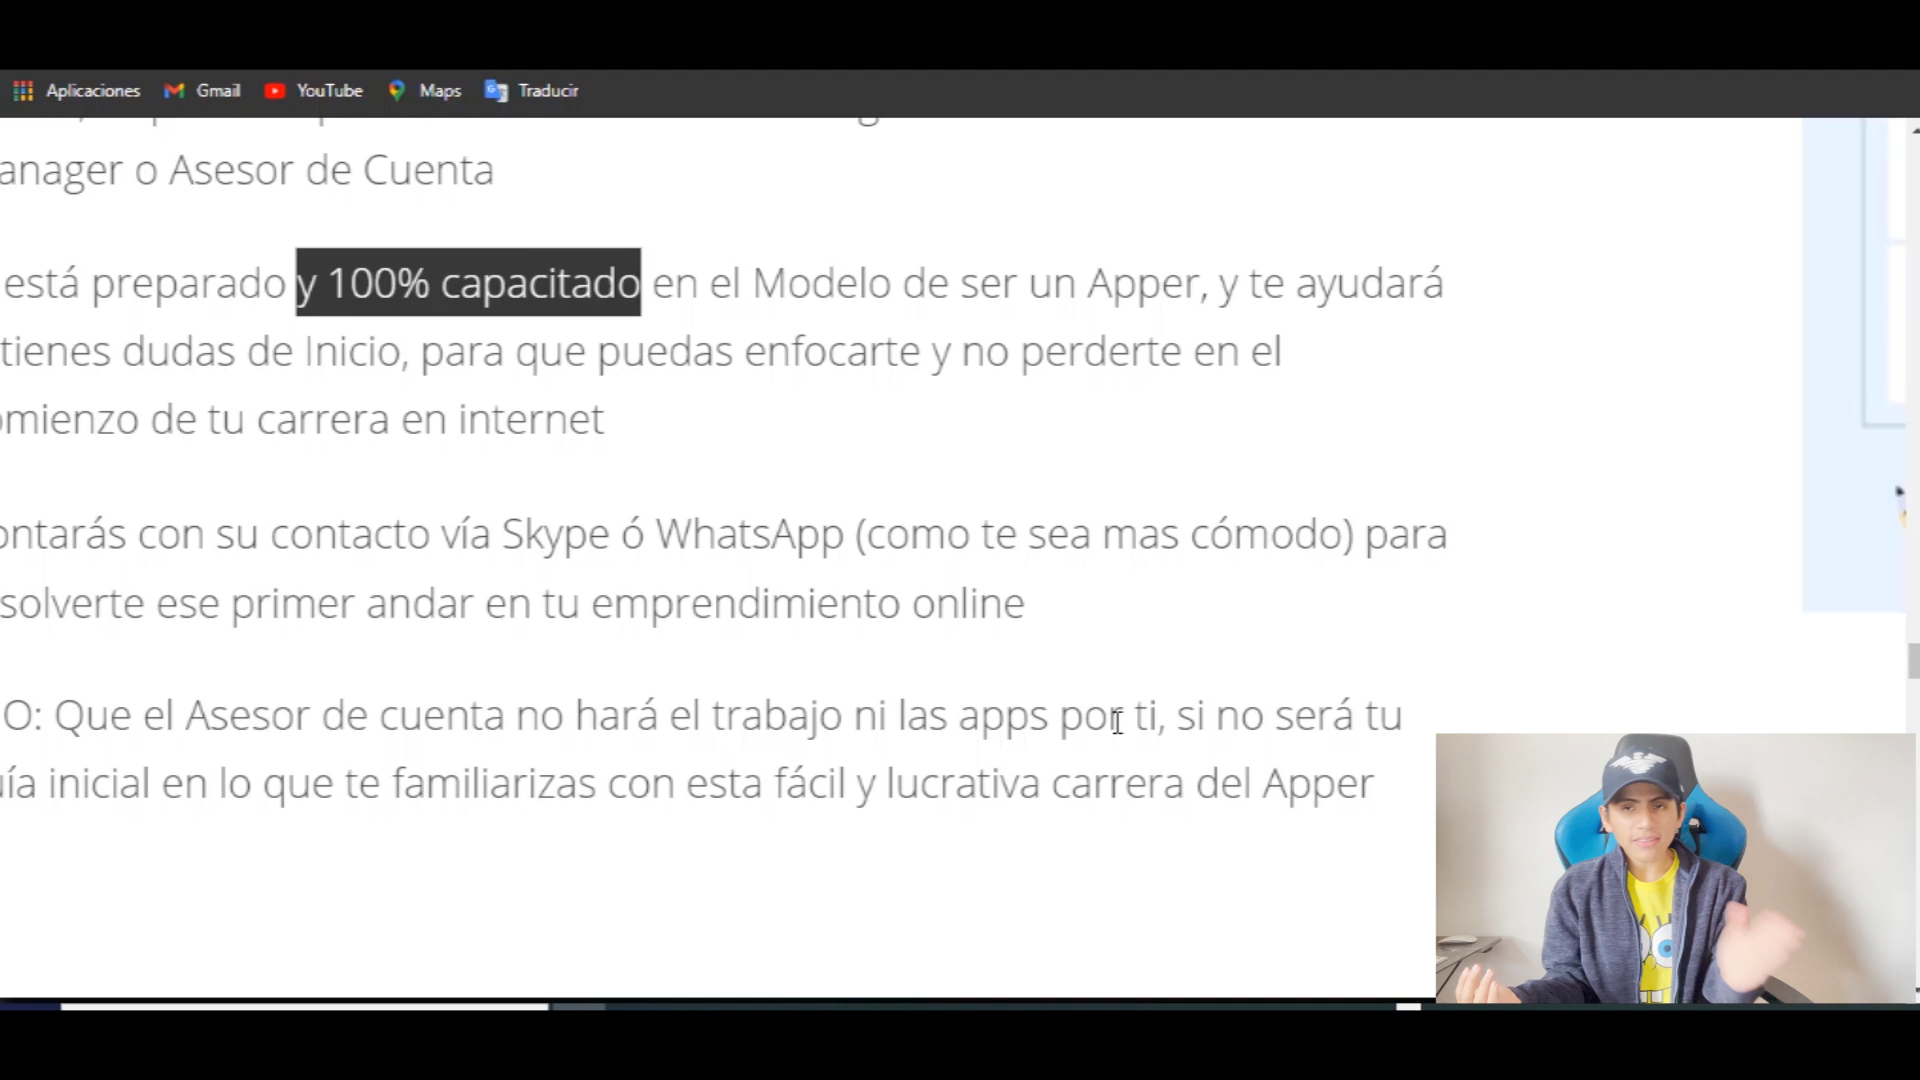 Aplicaciones Gmail YouTube Maps Traducir
anager o Asesor de Cuenta
está preparado y 100% capacitado en el Modelo de ser un Apper, y te ayudará
tienes dudas de Inicio, para que puedas enfocarte y no perderte en el
omienzo de tu carrera en internet
ontarás con su contacto vía Skype ó WhatsApp (como te sea mas cómodo) para
solverte ese primer andar en tu emprendimiento online
O: Que el Asesor de cuenta no hará el trabajo ni las apps por ti, si no será tu
uía inicial en lo que te familiarizas con esta fácil y lucrativa carrera del Apper